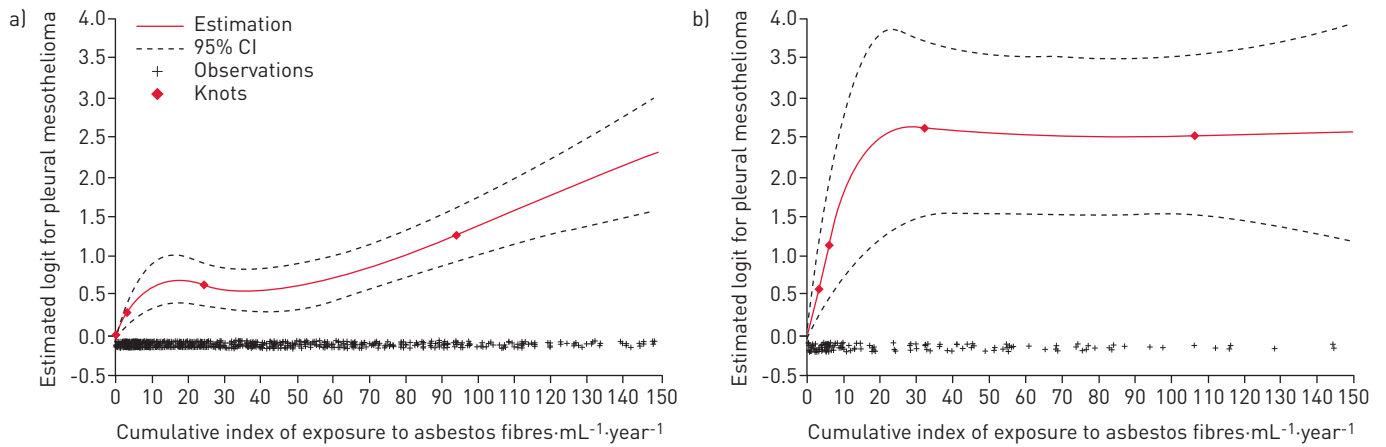 a)
Estimation
95% CI
Observations
Knots
Estimated logit for pleural mesothelioma
4.0
3.5
3.0
2.5
2.0
1.5
1.0
0.5
0.0
-0.5
0 10 20 30 40 50 60 70 80 90 100 110 120 130 140 150
Cumulative index of exposure to asbestos fibres·mL⁻¹·year⁻¹
b)
Estimated logit for pleural mesothelioma
4.0
3.5
3.0
2.5
2.0
1.5
1.0
0.5
0.0
-0.5
0 10 20 30 40 50 60 70 80 90 100 110 120 130 140 150
Cumulative index of exposure to asbestos fibres·mL⁻¹·year⁻¹